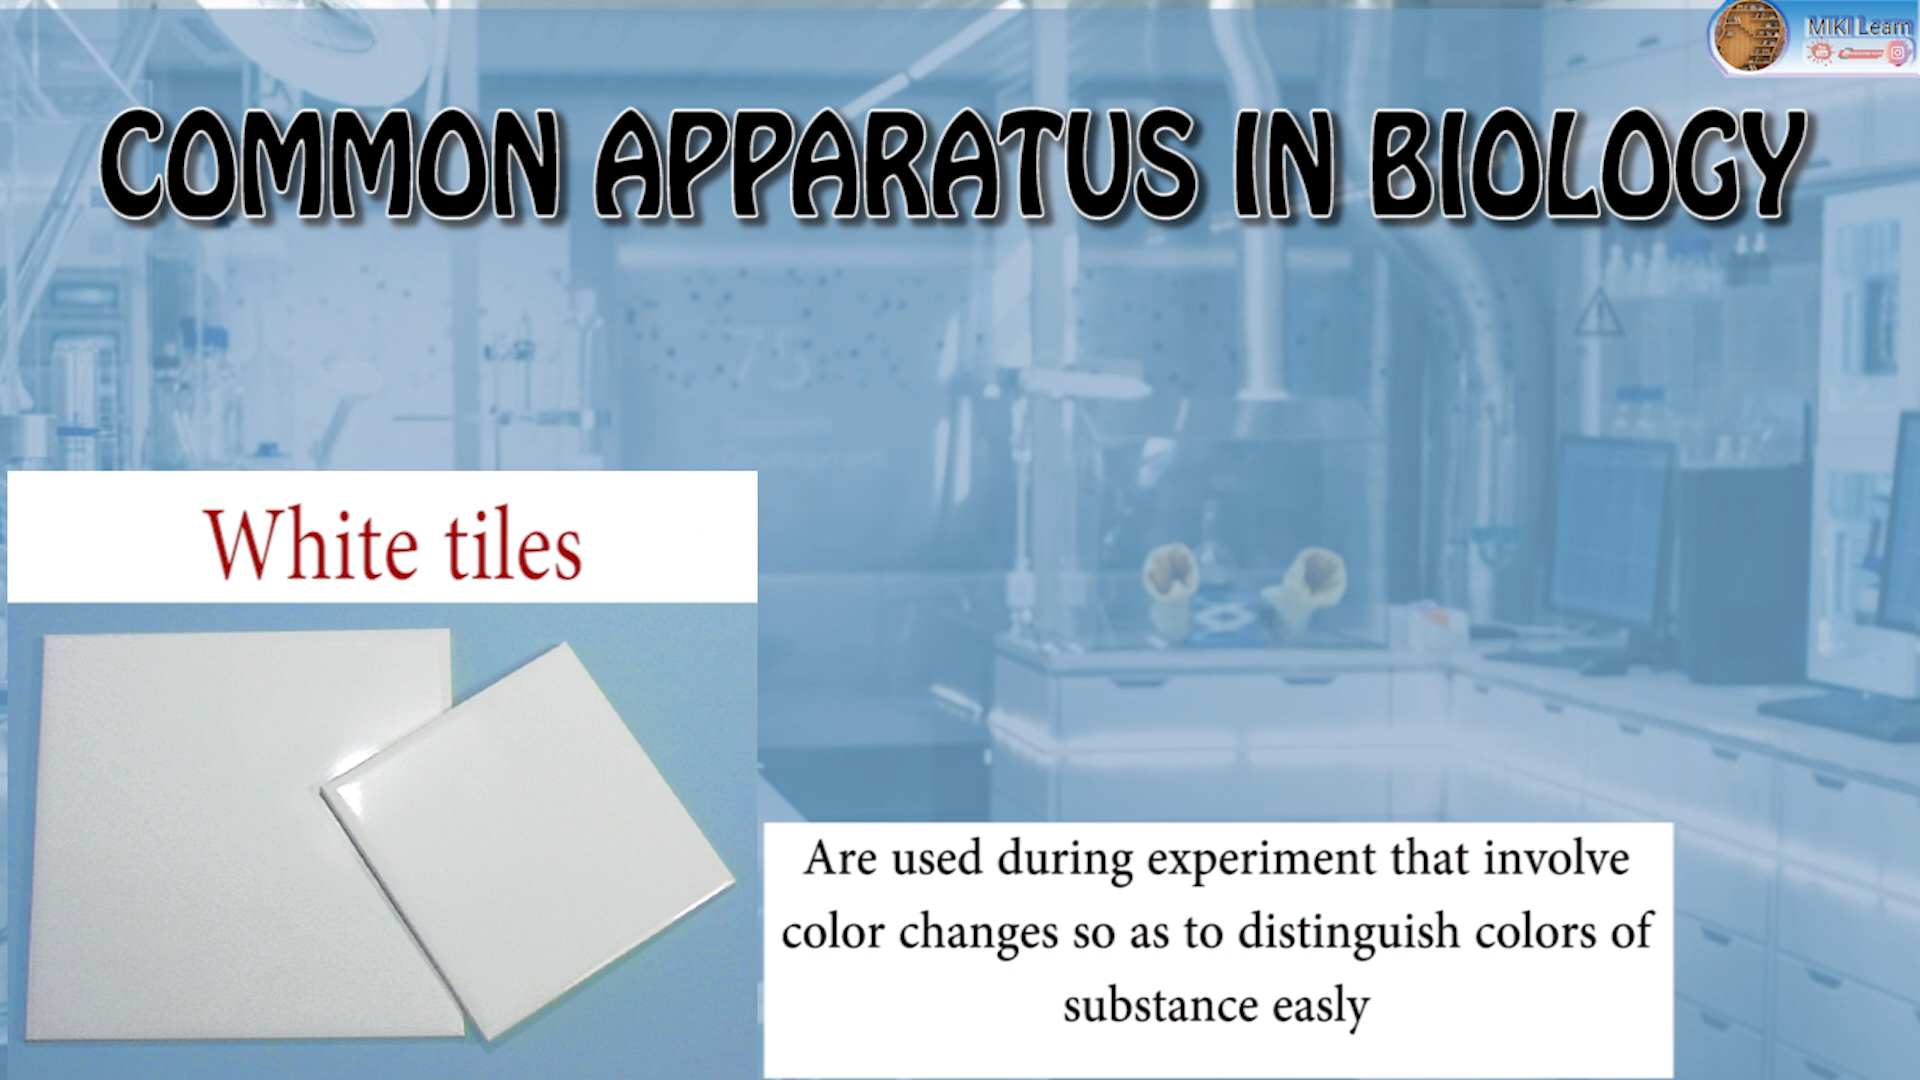 MIKI Learn
COMMON APPARATUS IN BIOLOGY
White tiles
Are used during experiment that involve
color changes so as to distinguish colors of
substance easly